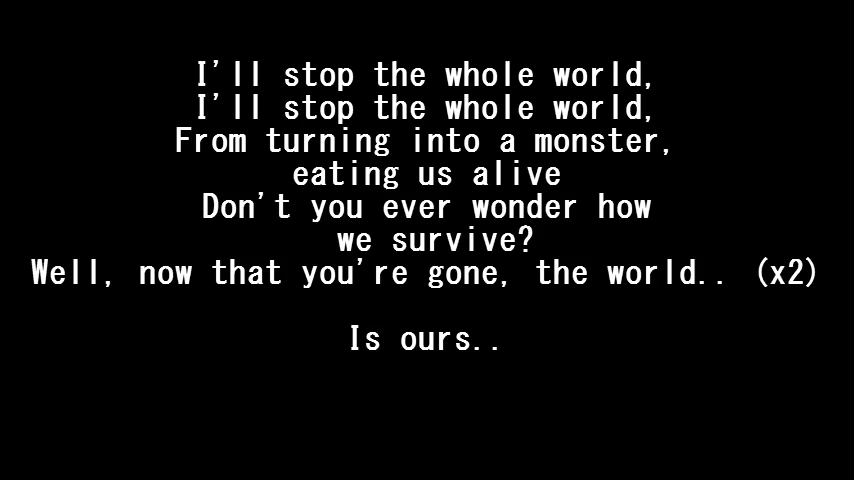 I'll stop the whole world,
I'll stop the whole world,
From turning into a monster,
eating us alive
Don't you ever wonder how
we survive?
Well, now that you're gone, the world.. (x2)
Is ours..